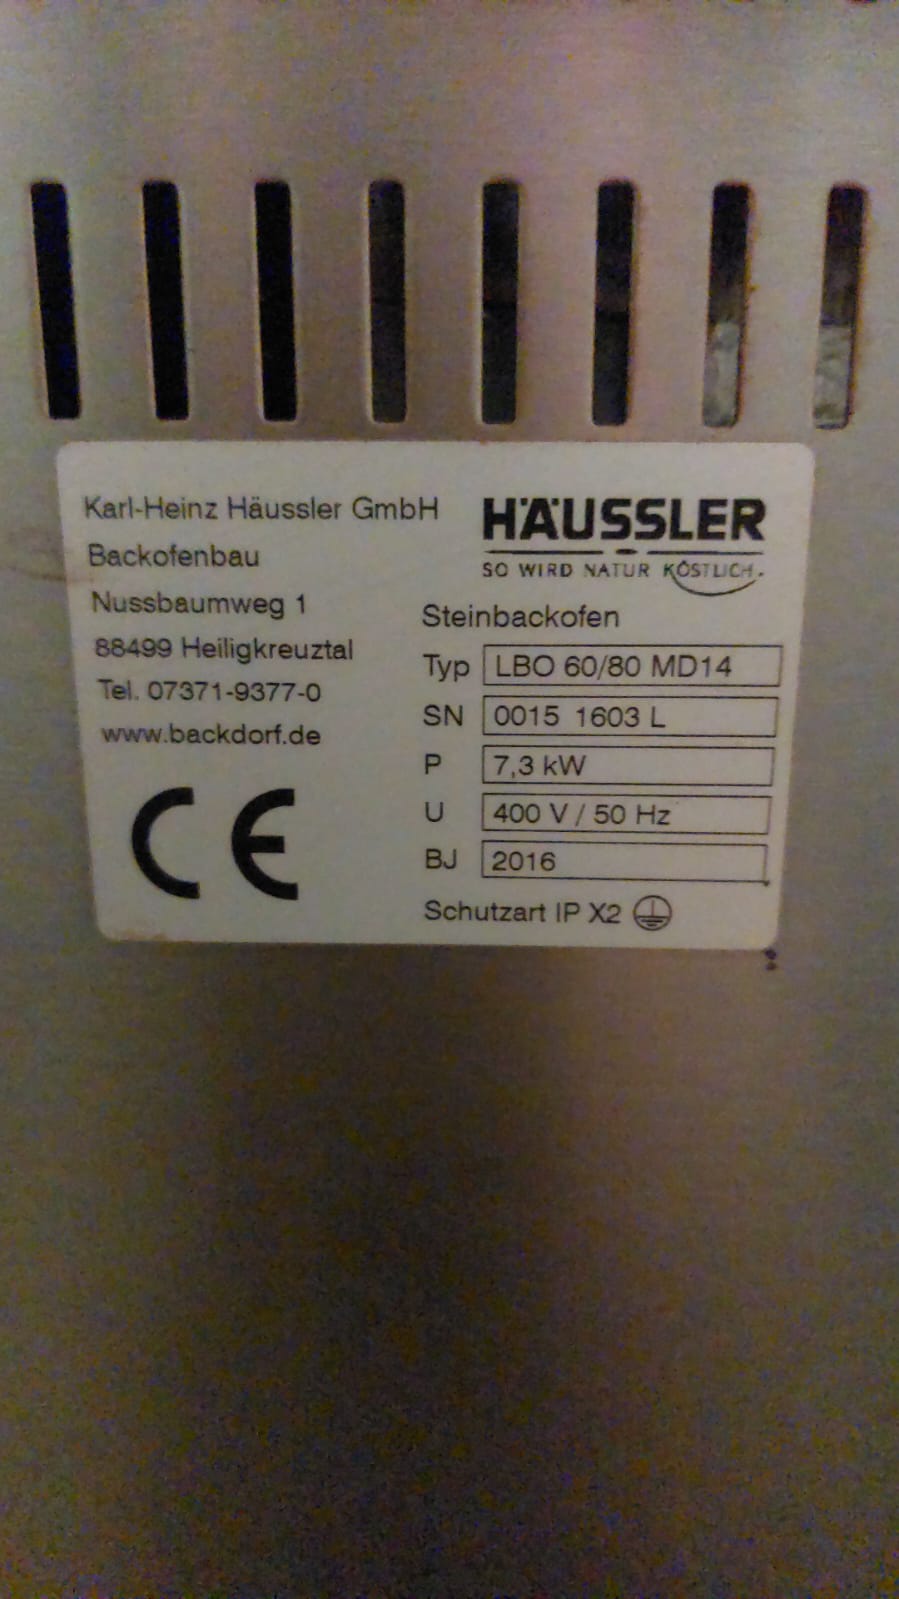 Karl-Heinz Häussler GmbH
Backofenbau
Nussbaumweg 1
88499 Heiligkreuztal
Tel. 07371-9377-0
www.backdorf.de
CE
HÄUSSLER
SO WIRD NATUR KÖSTLICH.
Steinbackofen
Typ LBO 60/80 MD14
SN 0015 1603 L
P 7,3 kW
U 400 V / 50 Hz
BJ 2016
Schutzart IP X2